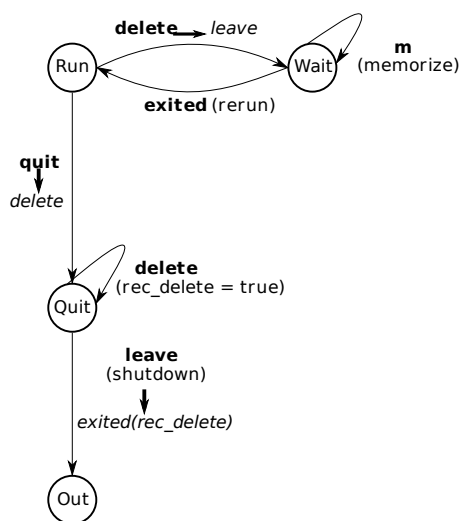 delete leave
Run
Wait
m
(memorize)
exited (rerun)
quit
delete
delete
(rec_delete = true)
Quit
leave
(shutdown)
exited(rec_delete)
Out